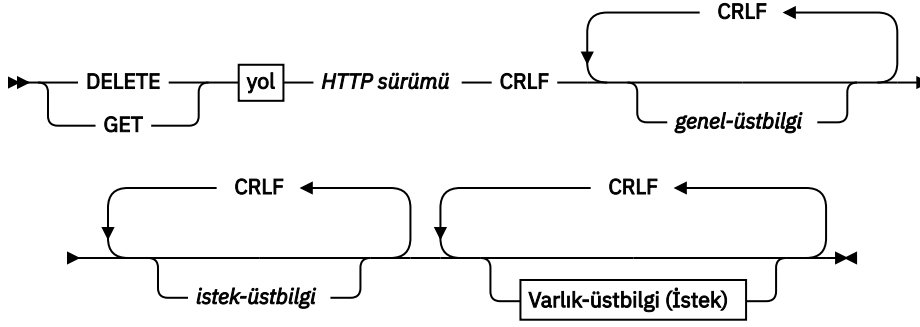 CRLF
DELETE yol HTTP sürümü CRLF
GET genel-üstbilgi
CRLF CRLF
istek-üstbilgi Varlık-üstbilgi (İstek)